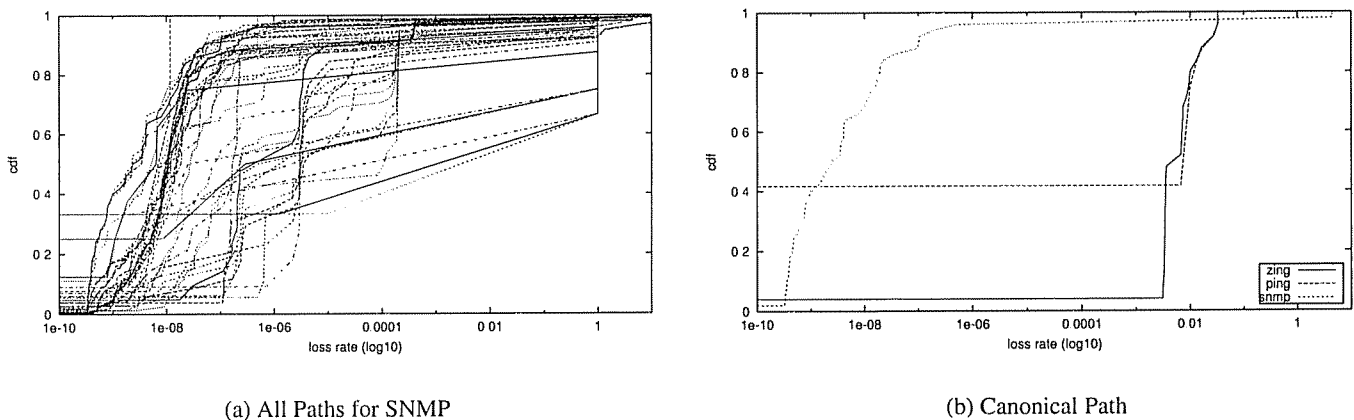 1
0.8
0.6
0.4
0.2
0
cdf
1e-10
1e-08
1e-06
0.0001
0.01
1
loss rate (log10)
(a) All Paths for SNMP
1
0.8
0.6
0.4
0.2
0
cdf
zing
ping
snmp
1e-10
1e-08
1e-06
0.0001
0.01
1
loss rate (log10)
(b) Canonical Path